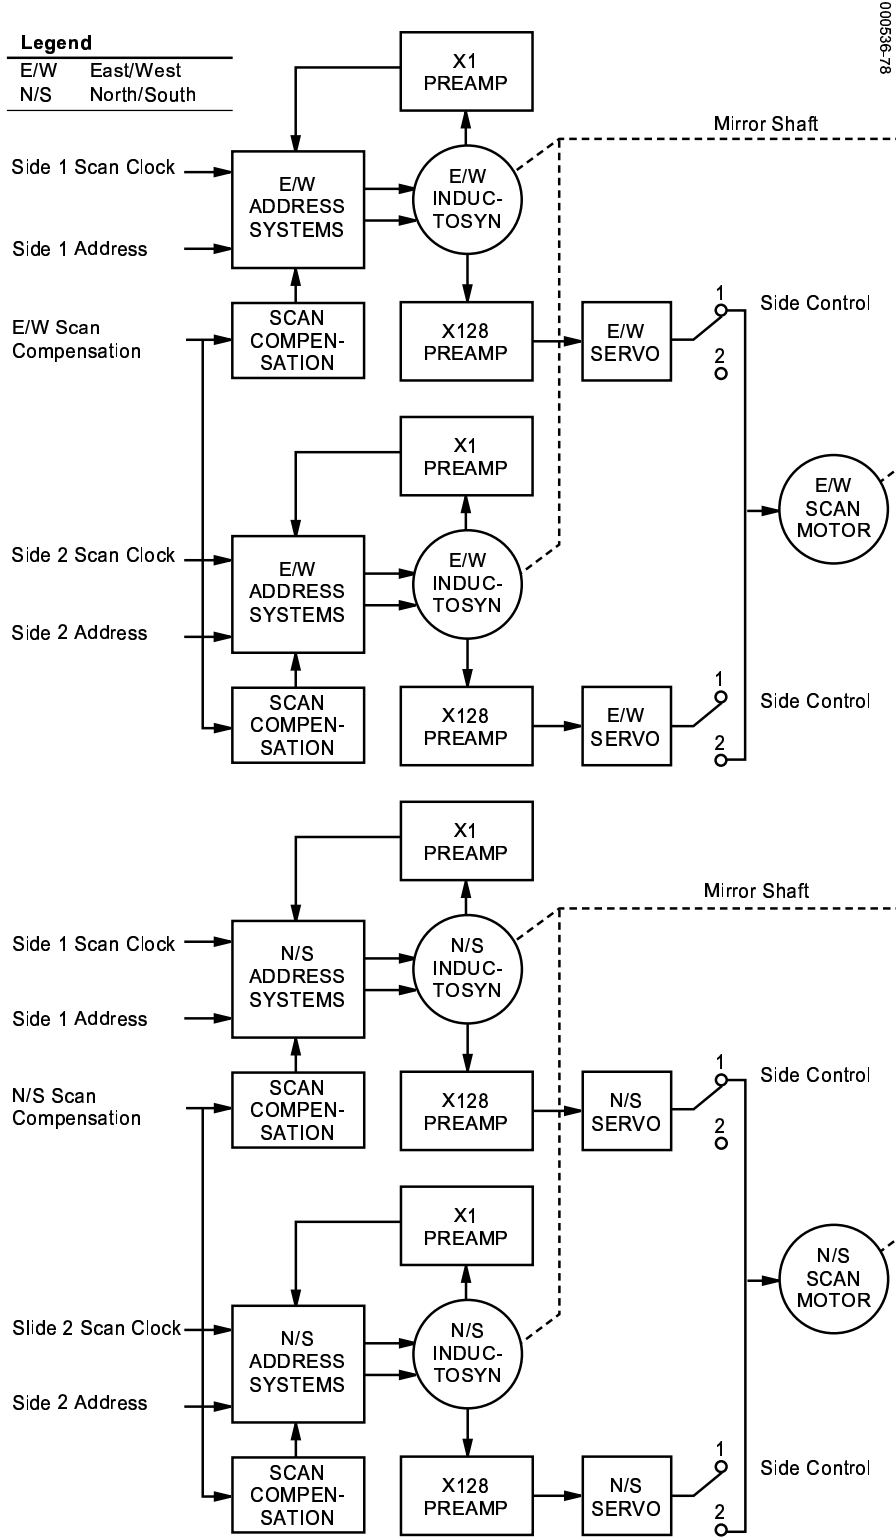 000536-78
Legend
E/W East/West
N/S North/South
X1
PREAMP
Mirror Shaft
Side 1 Scan Clock
E/W
ADDRESS
SYSTEMS
E/W
INDUC-
TOSYN
Side 1 Address
E/W Scan
Compensation
SCAN
COMPEN-
SATION
X128
PREAMP
E/W
SERVO
1
2
Side Control
X1
PREAMP
E/W
SCAN
MOTOR
Side 2 Scan Clock
E/W
ADDRESS
SYSTEMS
E/W
INDUC-
TOSYN
Side 2 Address
SCAN
COMPEN-
SATION
X128
PREAMP
E/W
SERVO
1
2
Side Control
X1
PREAMP
Mirror Shaft
Side 1 Scan Clock
N/S
ADDRESS
SYSTEMS
N/S
INDUC-
TOSYN
Side 1 Address
N/S Scan
Compensation
SCAN
COMPEN-
SATION
X128
PREAMP
N/S
SERVO
1
2
Side Control
X1
PREAMP
N/S
SCAN
MOTOR
Slide 2 Scan Clock
N/S
ADDRESS
SYSTEMS
N/S
INDUC-
TOSYN
Side 2 Address
SCAN
COMPEN-
SATION
X128
PREAMP
N/S
SERVO
1
2
Side Control